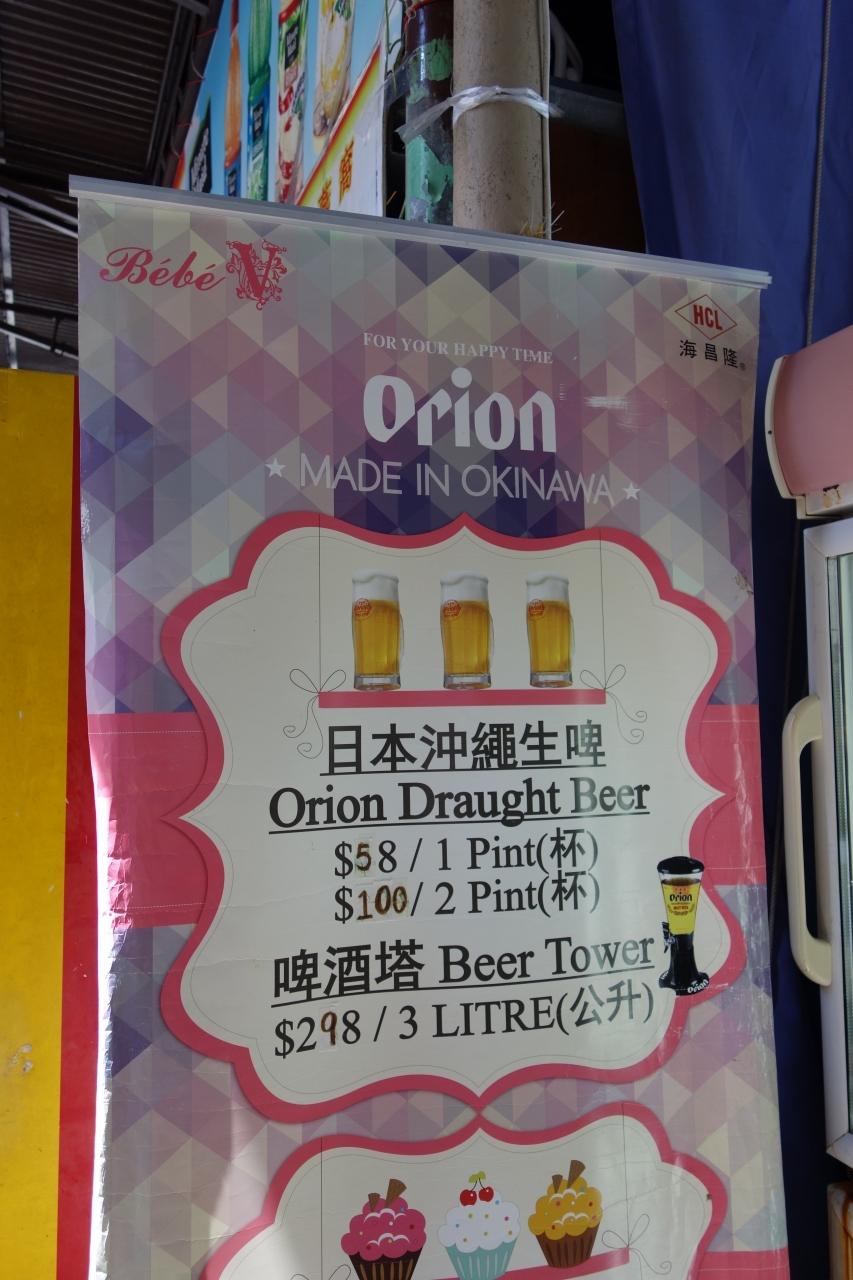 Bébé V
HCL
海昌隆
FOR YOUR HAPPY TIME
Orion
★ MADE IN OKINAWA ★
日本沖繩生啤
Orion Draught Beer
$58 / 1 Pint(杯)
$100 / 2 Pint(杯)
Orion
啤酒塔 Beer Tower
$298 / 3 LITRE(公升)
Orion